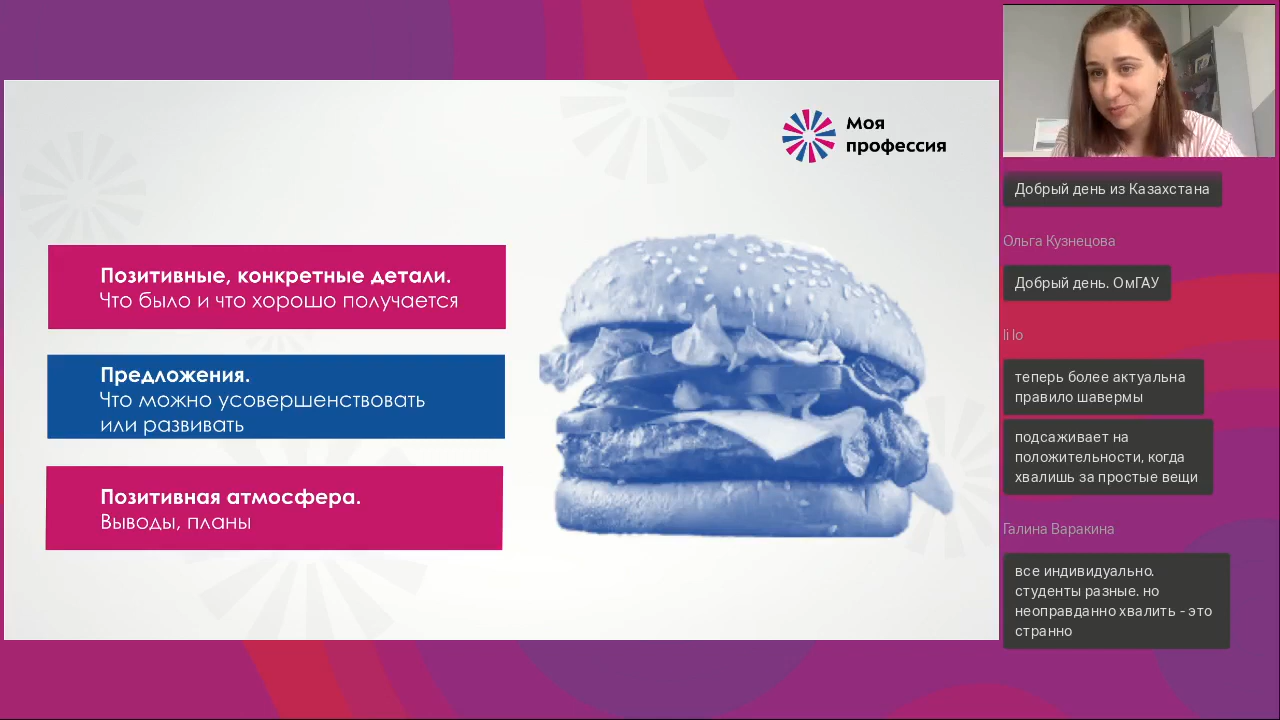 Моя
профессия
Позитивные, конкретные детали.
Что было и что хорошо получается
Предложения.
Что можно усовершенствовать
или развивать
Позитивная атмосфера.
Выводы, планы
Добрый день из Казахстана
Ольга Кузнецова
Добрый день. ОмГАУ
li lo
теперь более актуальна
правило шавермы
подсаживает на
положительности, когда
хвалишь за простые вещи
Галина Варакина
все индивидуально.
студенты разные. но
неоправданно хвалить - это
странно